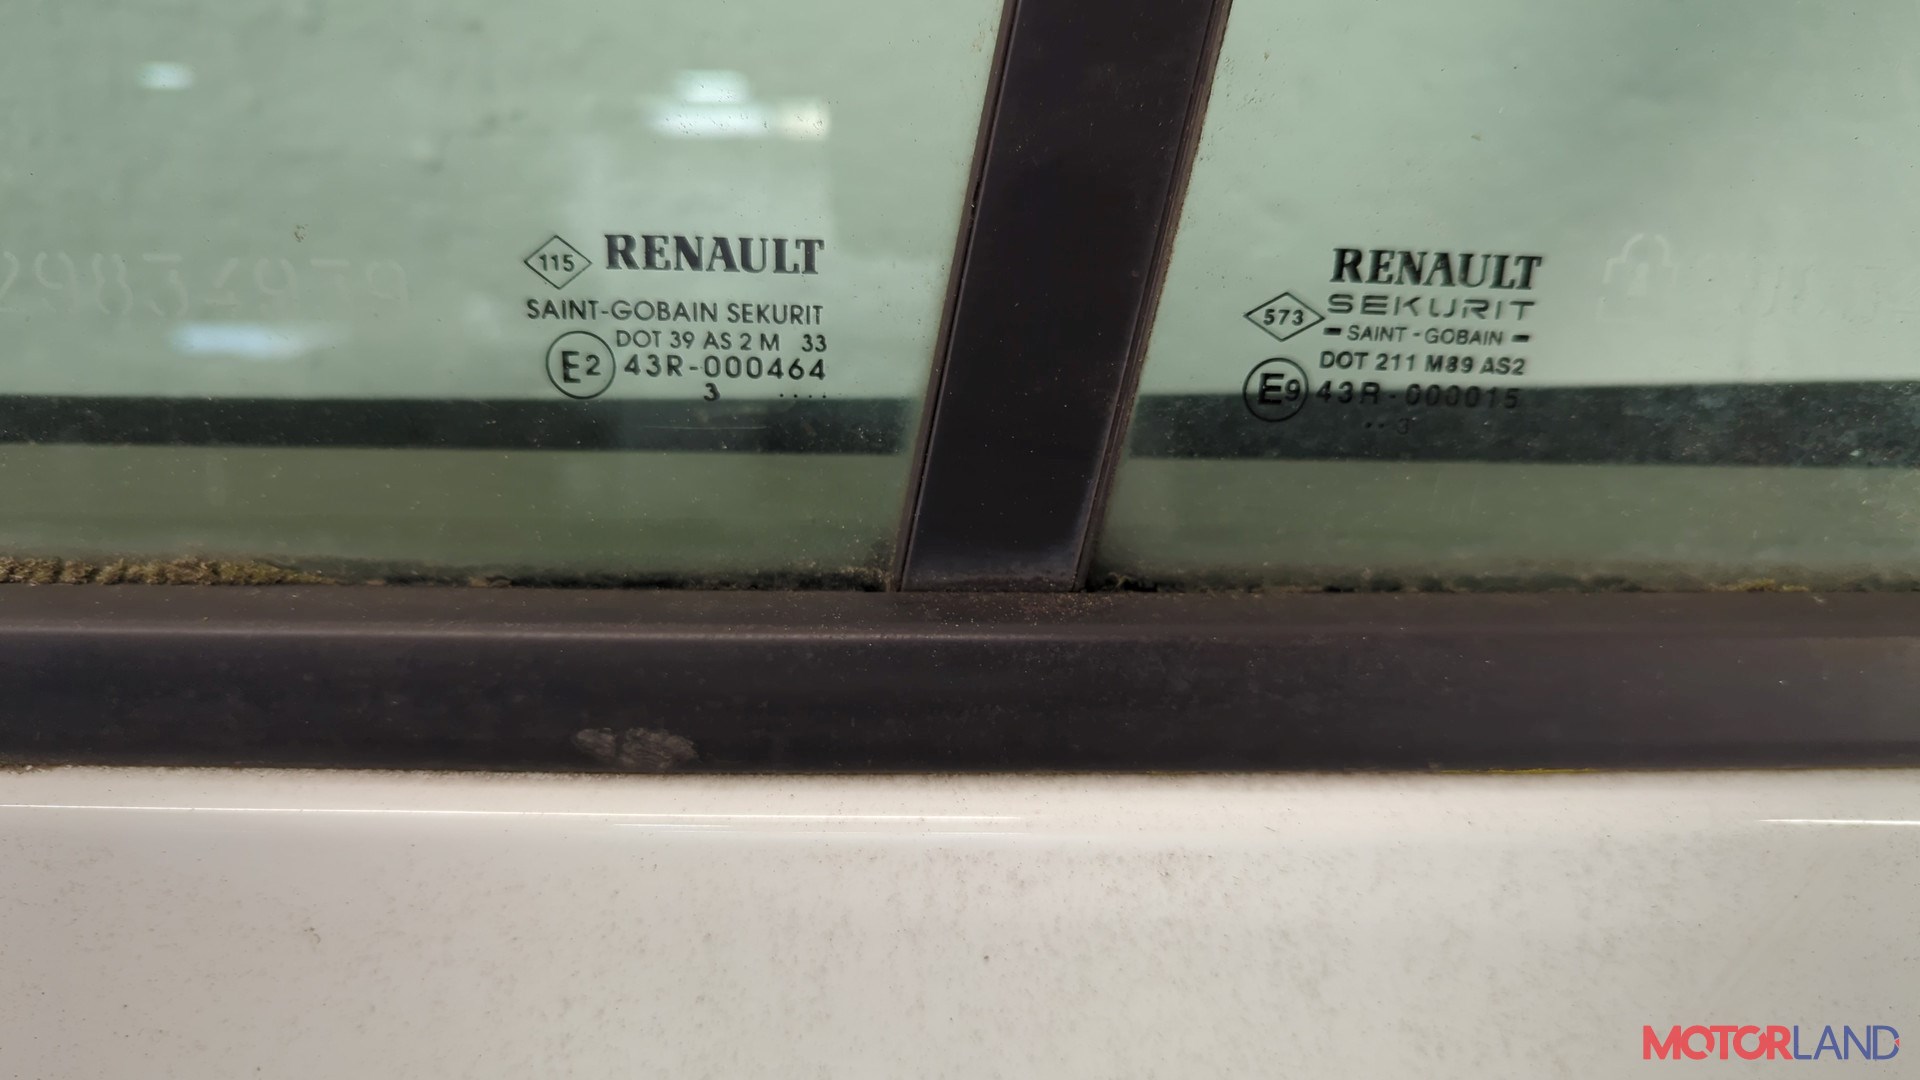 115 RENAULT
SAINT-GOBAIN SEKURIT
DOT 39 AS 2 M 33
E2 43R-000464
3 ....
RENAULT
573 SEKURIT
SAINT-GOBAIN
DOT 211 M89 AS2
E9 43R-000015
.. 3
MOTORLAND